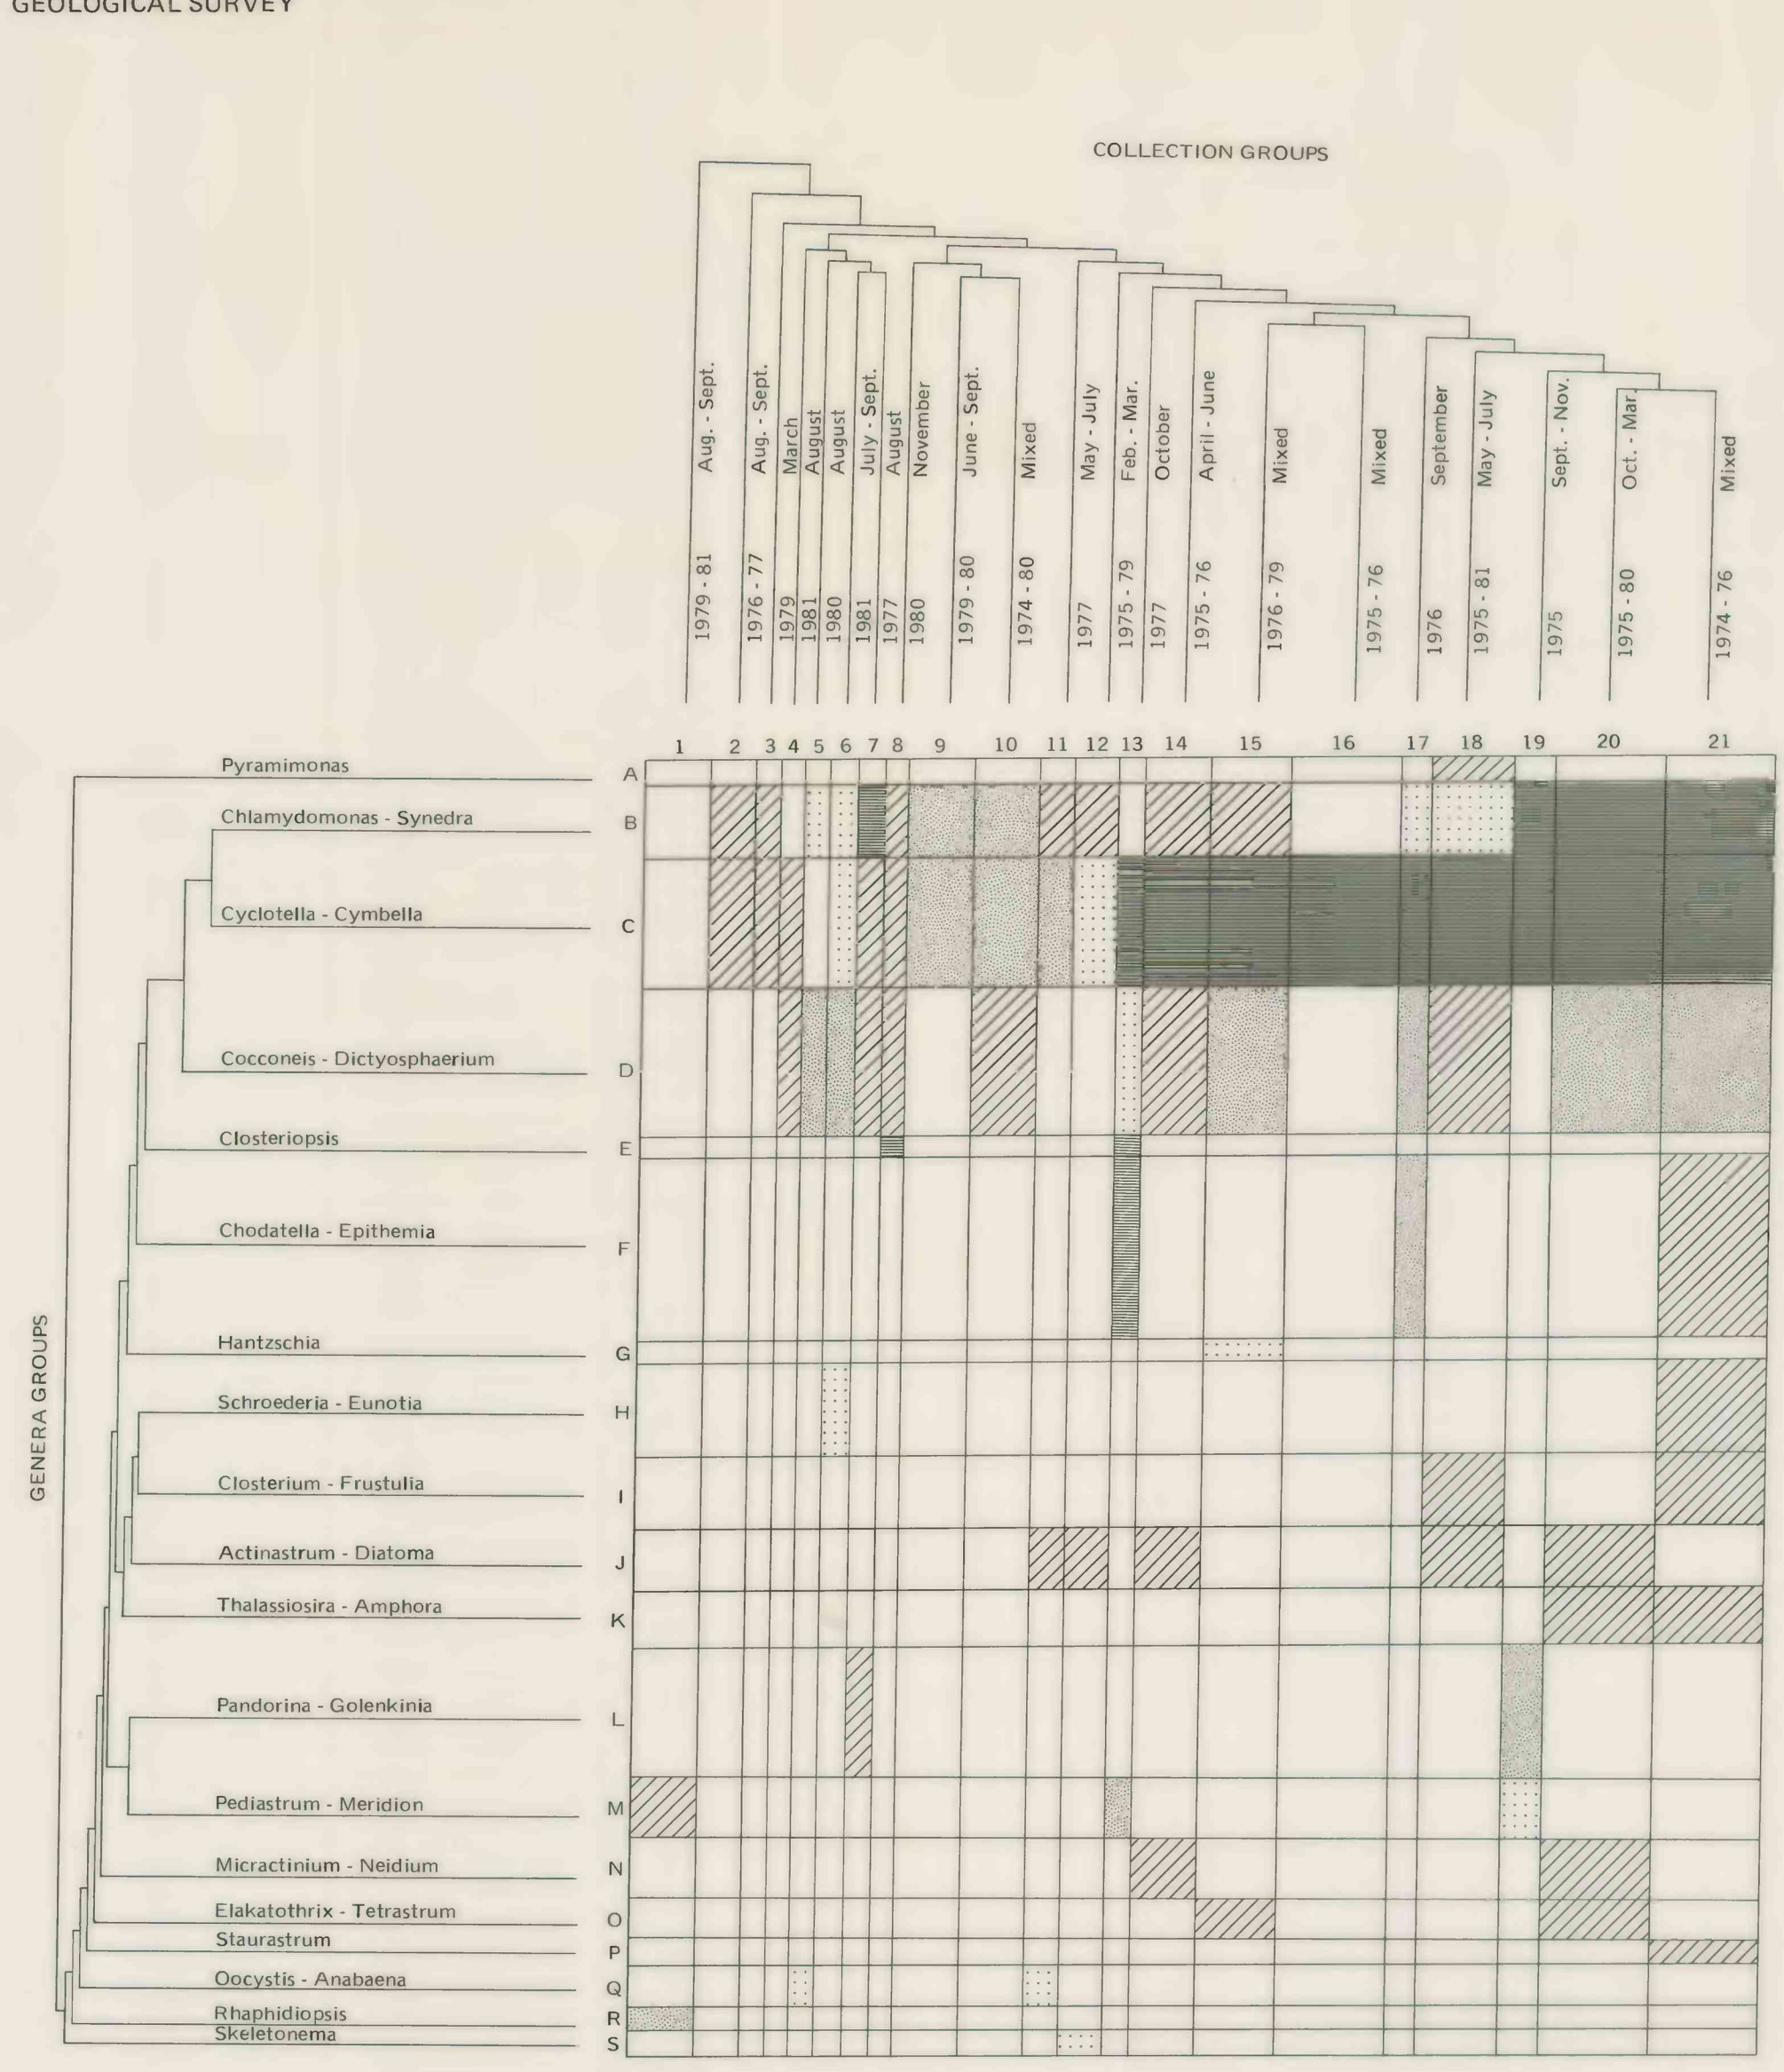 GEOLOGICAL SURVEY
COLLECTION GROUPS
Aug. - Sept.
Aug. - Sept.
March
August
August
July - Sept.
August
November
June - Sept.
Mixed
May - July
Feb. - Mar.
October
April - June
Mixed
Mixed
September
May - July
Sept. - Nov.
Oct. - Mar.
Mixed
1979 - 81
1976 - 77
1979
1981
1980
1981
1977
1980
1979 - 80
1974 - 80
1977
1975 - 79
1977
1975 - 76
1976 - 79
1975 - 76
1976
1975 - 81
1975
1975 - 80
1974 - 76
1 2 3 4 5 6 7 8 9 10 11 12 13 14 15 16 17 18 19 20 21
GENERA GROUPS
Pyramimonas A
Chlamydomonas - Synedra B
Cyclotella - Cymbella C
Cocconeis - Dictyosphaerium D
Closteriopsis E
Chodatella - Epithemia F
Hantzschia G
Schroederia - Eunotia H
Closterium - Frustulia I
Actinastrum - Diatoma J
Thalassiosira - Amphora K
Pandorina - Golenkinia L
Pediastrum - Meridion M
Micractinium - Neidium N
Elakatothrix - Tetrastrum O
Staurastrum P
Oocystis - Anabaena Q
Rhaphidiopsis R
Skeletonema S